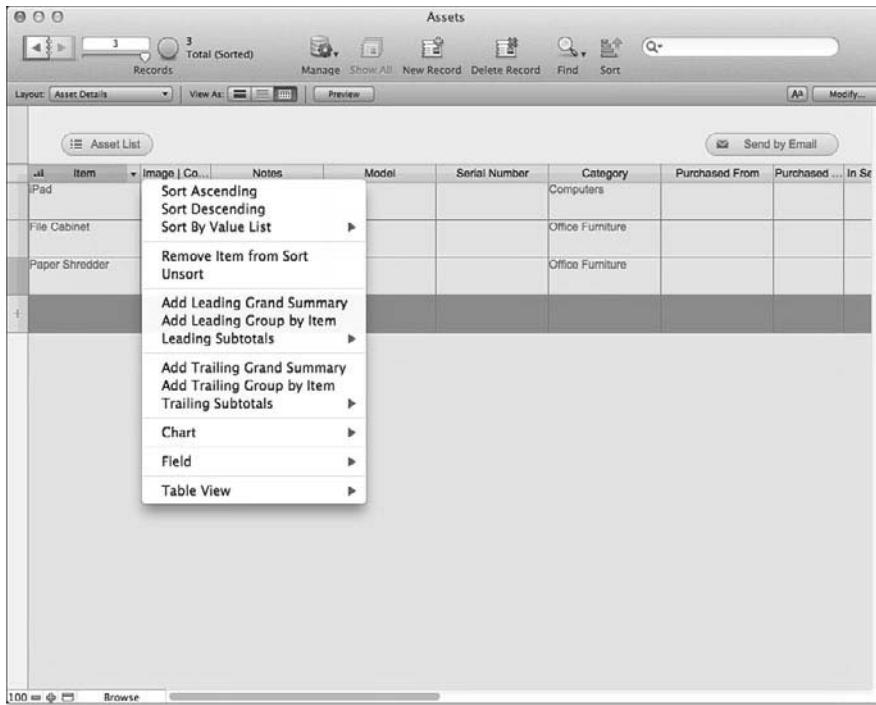 Assets
3
3
Total (Sorted)
Records
Manage Show All New Record Delete Record Find Sort
Layout: Asset Details View As: Preview Aa Modify...
Asset List Send by Email
Item Image | Co... Notes Model Serial Number Category Purchased From Purchased ... In Se
iPad Computers
File Cabinet Office Furniture
Paper Shredder Office Furniture
Sort Ascending
Sort Descending
Sort By Value List
Remove Item from Sort
Unsort
Add Leading Grand Summary
Add Leading Group by Item
Leading Subtotals
Add Trailing Grand Summary
Add Trailing Group by Item
Trailing Subtotals
Chart
Field
Table View
100 Browse